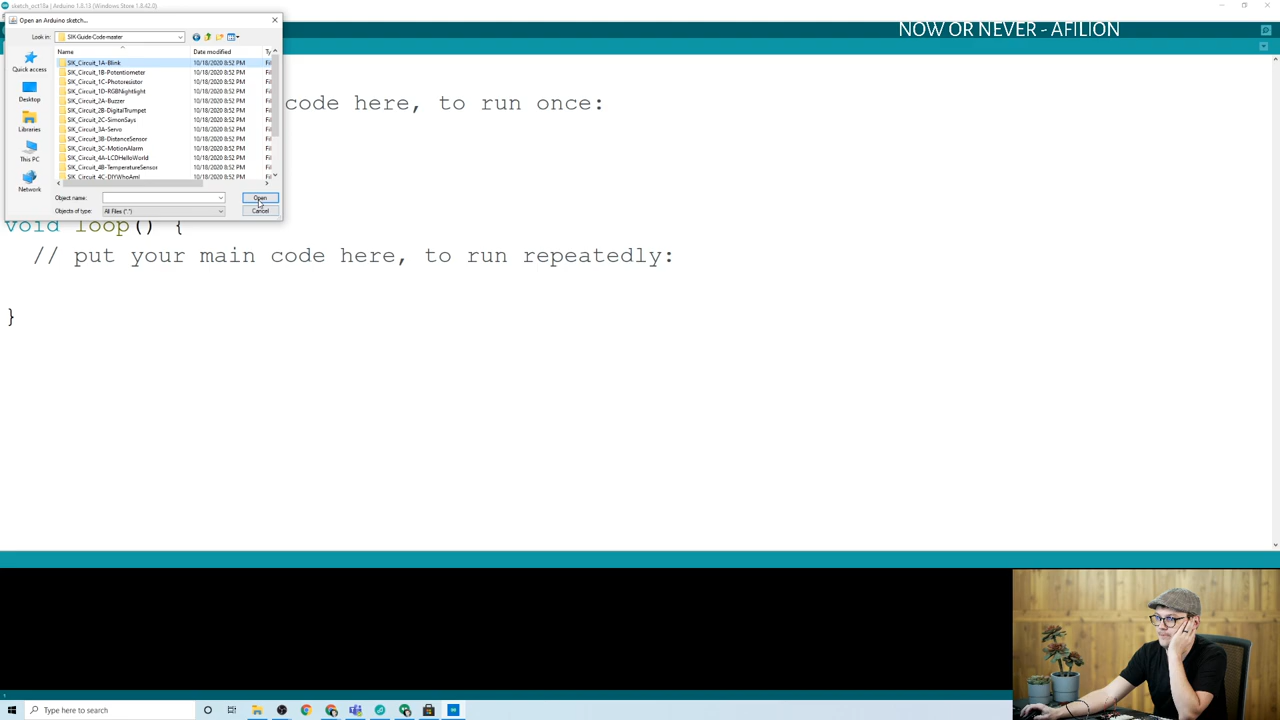 sketch_oct18a | Arduino 1.8.13 (Windows Store 1.8.42.0)
NOW OR NEVER - AFILION
Open an Arduino sketch...
Look in:
SIK-Guide-Code-master
Name
Date modified
Ty
SIK_Circuit_1A-Blink 10/18/2020 8:52 PM Fil
SIK_Circuit_1B-Potentiometer 10/18/2020 8:52 PM Fil
SIK_Circuit_1C-Photoresistor 10/18/2020 8:52 PM Fil
SIK_Circuit_1D-RGBNightlight 10/18/2020 8:52 PM Fil
SIK_Circuit_2A-Buzzer 10/18/2020 8:52 PM Fil
SIK_Circuit_2B-DigitalTrumpet 10/18/2020 8:52 PM Fil
SIK_Circuit_2C-SimonSays 10/18/2020 8:52 PM Fil
SIK_Circuit_3A-Servo 10/18/2020 8:52 PM Fil
SIK_Circuit_3B-DistanceSensor 10/18/2020 8:52 PM Fil
SIK_Circuit_3C-MotionAlarm 10/18/2020 8:52 PM Fil
SIK_Circuit_4A-LCDHelloWorld 10/18/2020 8:52 PM Fil
SIK_Circuit_4B-TemperatureSensor 10/18/2020 8:52 PM Fil
SIK_Circuit_4C-DIYWhoAmI 10/18/2020 8:52 PM Fil
Quick access
Desktop
Libraries
This PC
Network
Object name:
Open
Objects of type:
All Files (*.*)
Cancel
code here, to run once:
void loop() {
// put your main code here, to run repeatedly:
}
Type here to search